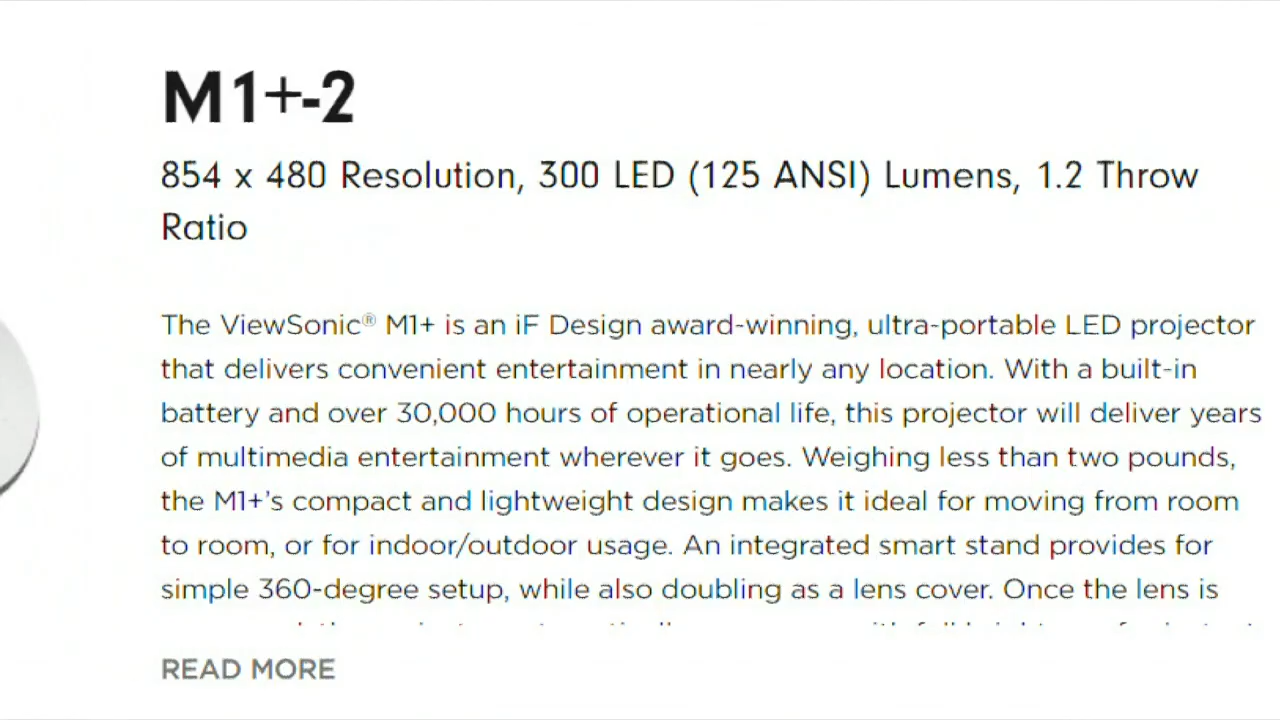 M1+-2
854 x 480 Resolution, 300 LED (125 ANSI) Lumens, 1.2 Throw
Ratio
The ViewSonic® M1+ is an iF Design award-winning, ultra-portable LED projector
that delivers convenient entertainment in nearly any location. With a built-in
battery and over 30,000 hours of operational life, this projector will deliver years
of multimedia entertainment wherever it goes. Weighing less than two pounds,
the M1+’s compact and lightweight design makes it ideal for moving from room
to room, or for indoor/outdoor usage. An integrated smart stand provides for
simple 360-degree setup, while also doubling as a lens cover. Once the lens is
READ MORE